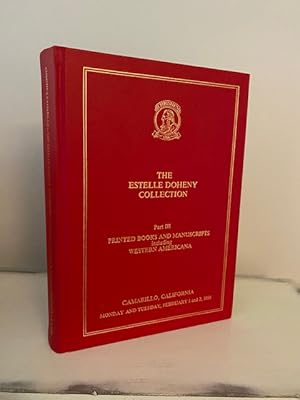 THE
ESTELLE DOHENY
COLLECTION
Part III
PRINTED BOOKS AND MANUSCRIPTS
including
WESTERN AMERICANA
CAMARILLO, CALIFORNIA
MONDAY AND TUESDAY, FEBRUARY 1 and 2,